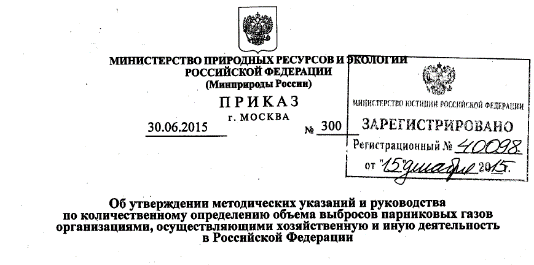 МИНИСТЕРСТВО ПРИРОДНЫХ РЕСУРСОВ И ЭКОЛОГИИ
РОССИЙСКОЙ ФЕДЕРАЦИИ
(Минприроды России)
ПРИКАЗ
г. МОСКВА
30.06.2015 № 300
МИНИСТЕРСТВО ЮСТИЦИИ РОССИЙСКОЙ ФЕДЕРАЦИИ
ЗАРЕГИСТРИРОВАНО
Регистрационный № 40098
от "15" декабря 2015.
Об утверждении методических указаний и руководства
по количественному определению объема выбросов парниковых газов
организациями, осуществляющими хозяйственную и иную деятельность
в Российской Федерации